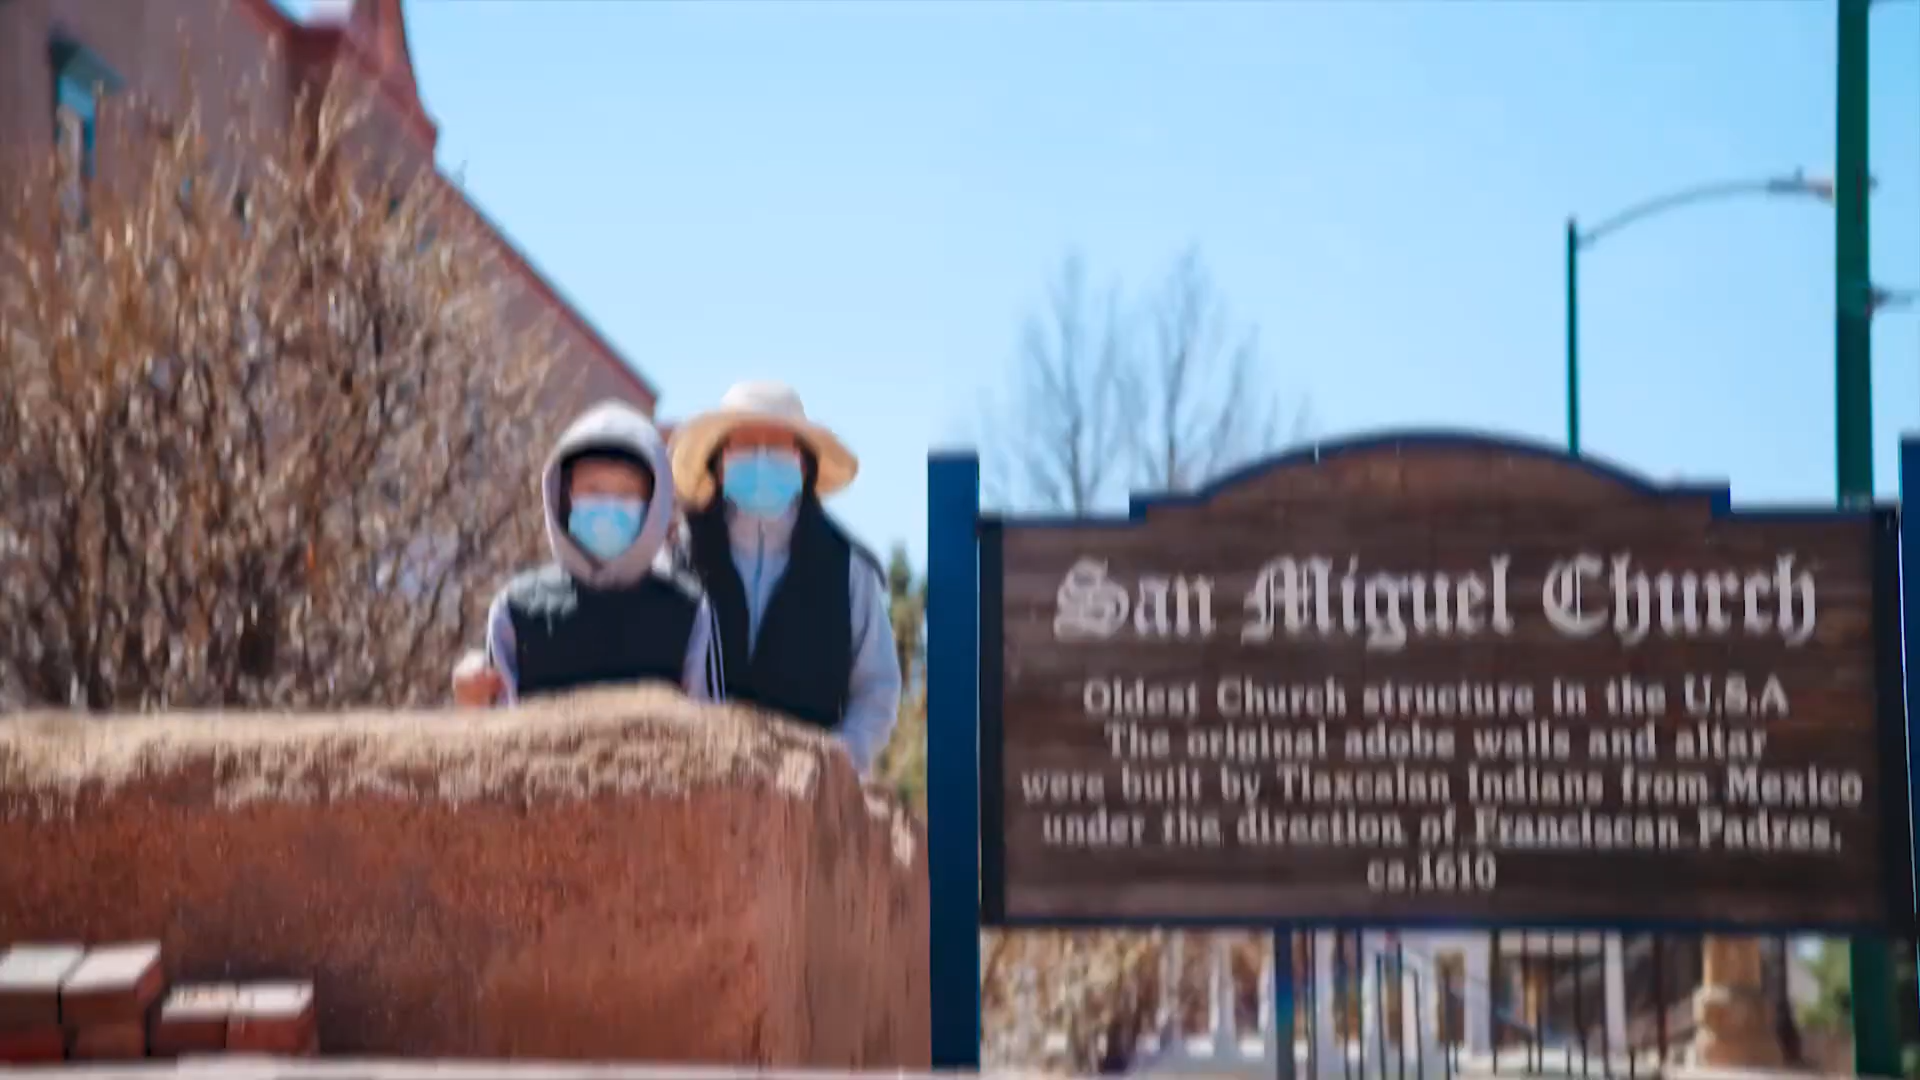 San Miguel Church
Oldest Church structure in the U.S.A
The original adobe walls and altar
were built by Tlaxcalan Indians from Mexico
under the direction of Franciscan Padres.
ca.1610